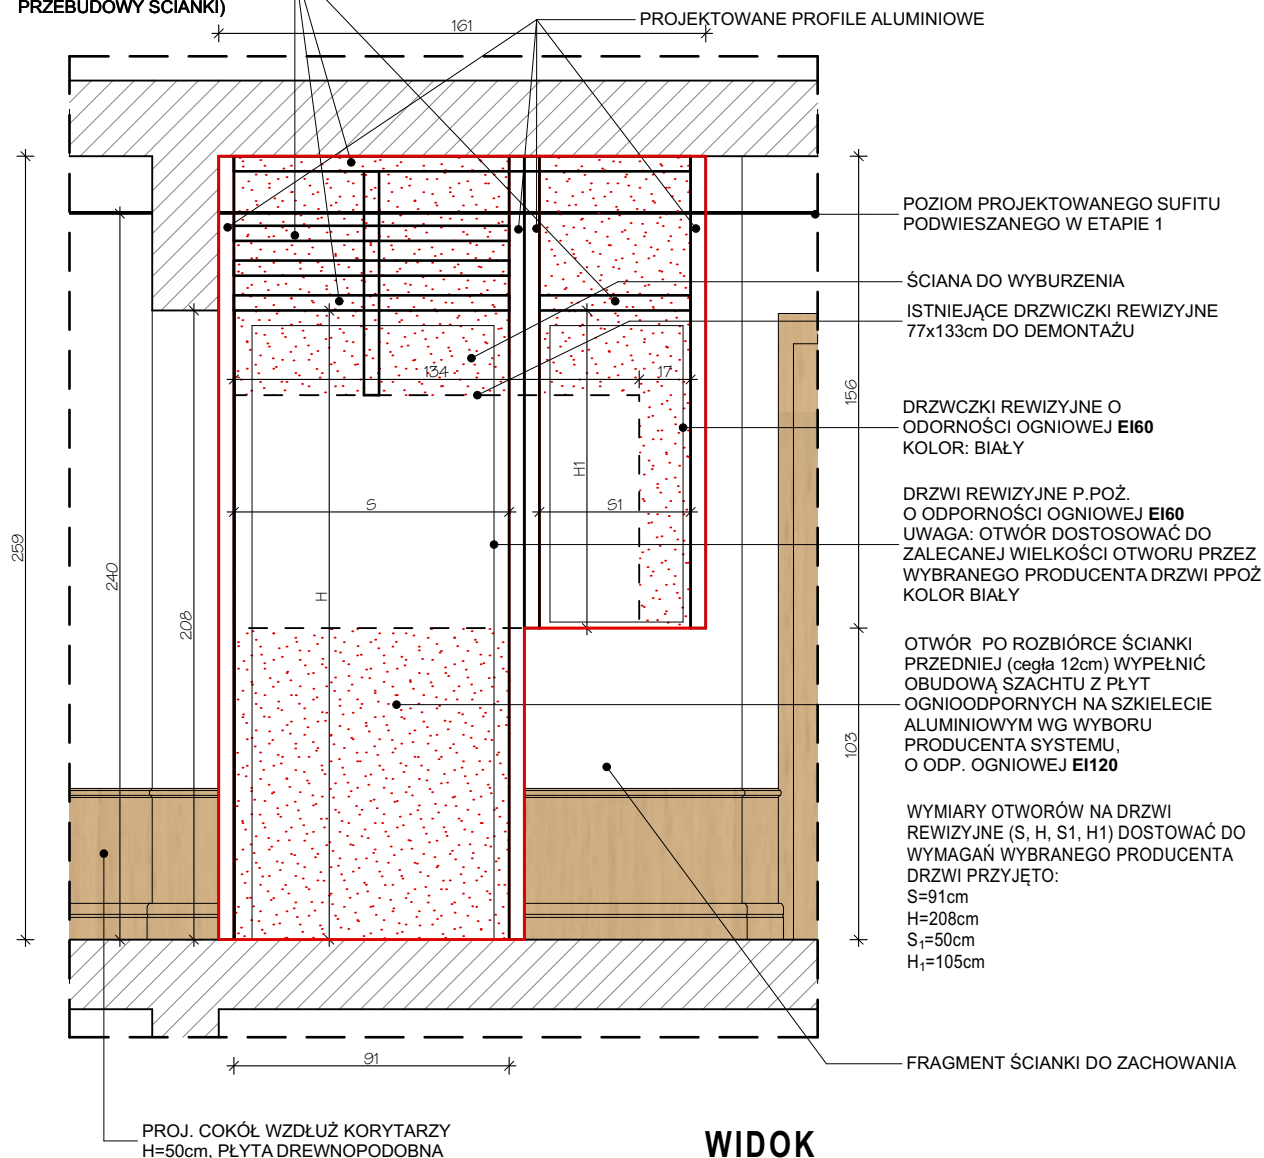 PRZEBUDOWY ŚCIANKI)
161
PROJEKTOWANE PROFILE ALUMINIOWE
POZIOM PROJEKTOWANEGO SUFITU
PODWIESZANEGO W ETAPIE 1
ŚCIANA DO WYBURZENIA
ISTNIEJĄCE DRZWICZKI REWIZYJNE
77x133cm DO DEMONTAŻU
134
17
156
DRZWCZKI REWIZYJNE O
ODORNOŚCI OGNIOWEJ EI60
KOLOR: BIAŁY
H1
S
S1
DRZWI REWIZYJNE P.POŻ.
O ODPORNOŚCI OGNIOWEJ EI60
UWAGA: OTWÓR DOSTOSOWAĆ DO
ZALECANEJ WIELKOŚCI OTWORU PRZEZ
WYBRANEGO PRODUCENTA DRZWI PPOŻ
KOLOR BIAŁY
259
240
208
H
OTWÓR PO ROZBIÓRCE ŚCIANKI
PRZEDNIEJ (cegła 12cm) WYPEŁNIĆ
OBUDOWĄ SZACHTU Z PŁYT
OGNIOODPORNYCH NA SZKIELECIE
ALUMINIOWYM WG WYBORU
PRODUCENTA SYSTEMU,
O ODP. OGNIOWEJ EI120
103
WYMIARY OTWORÓW NA DRZWI
REWIZYJNE (S, H, S1, H1) DOSTOWAĆ DO
WYMAGAŃ WYBRANEGO PRODUCENTA
DRZWI PRZYJĘTO:
S=91cm
H=208cm
S₁=50cm
H₁=105cm
91
FRAGMENT ŚCIANKI DO ZACHOWANIA
PROJ. COKÓŁ WZDŁUŻ KORYTARZY
H=50cm, PŁYTA DREWNOPODOBNA
WIDOK